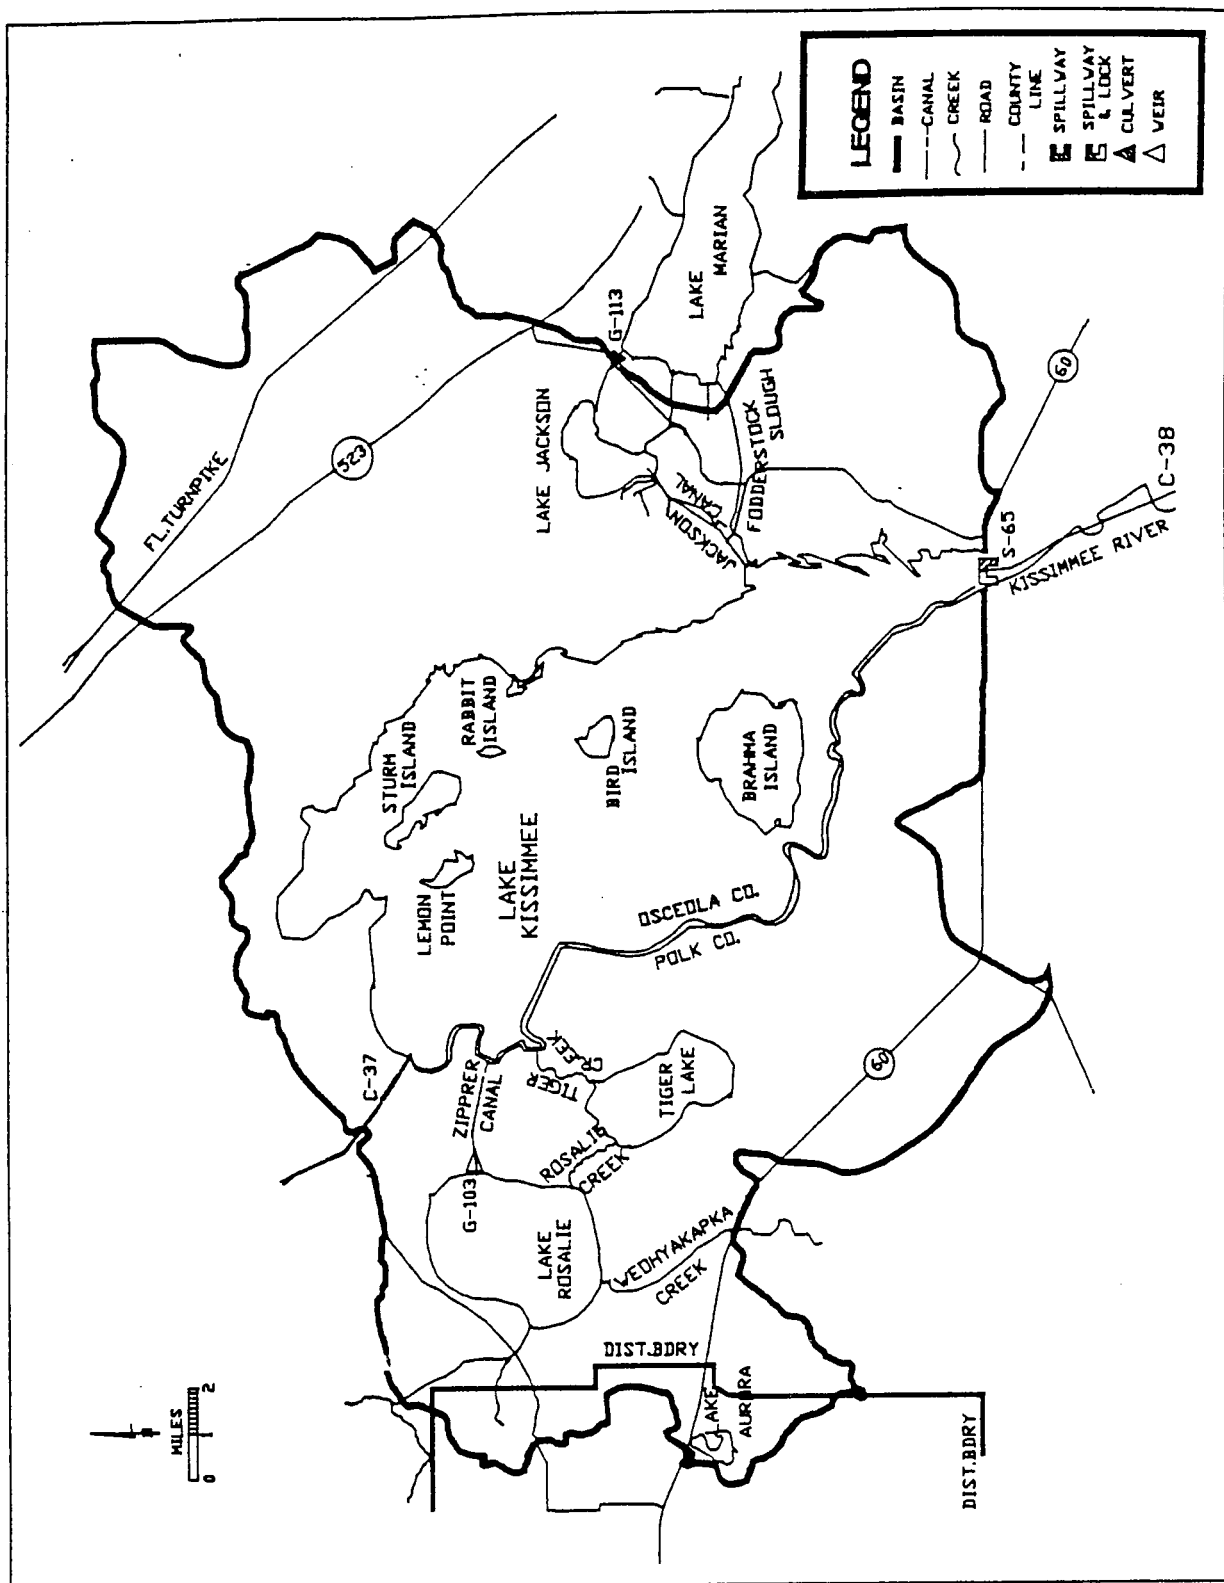 MILES
0
1
2
FL.TURNPIKE
523
C-37
STURM
ISLAND
RABBIT
ISLAND
LEMON
POINT
LAKE
KISSIMMEE
BIRD
ISLAND
BRAHMA
ISLAND
OSCEOLA CO.
POLK CO.
ZIPPRER
CANAL
G-103
TIGER
CREEK
ROSALIE
CREEK
TIGER
LAKE
LAKE
ROSALIE
WEOHYAKAPKA
CREEK
DIST.BDRY
LAKE
AURORA
DIST.BDRY
60
LAKE JACKSON
G-113
LAKE
MARIAN
JACKSON
CANAL
FODDERSTOCK
SLOUGH
S-65
KISSIMMEE RIVER
C-38
60
LEGEND
BASIN
CANAL
CREEK
ROAD
COUNTY
LINE
SPILLWAY
SPILLWAY
& LOCK
CULVERT
WEIR